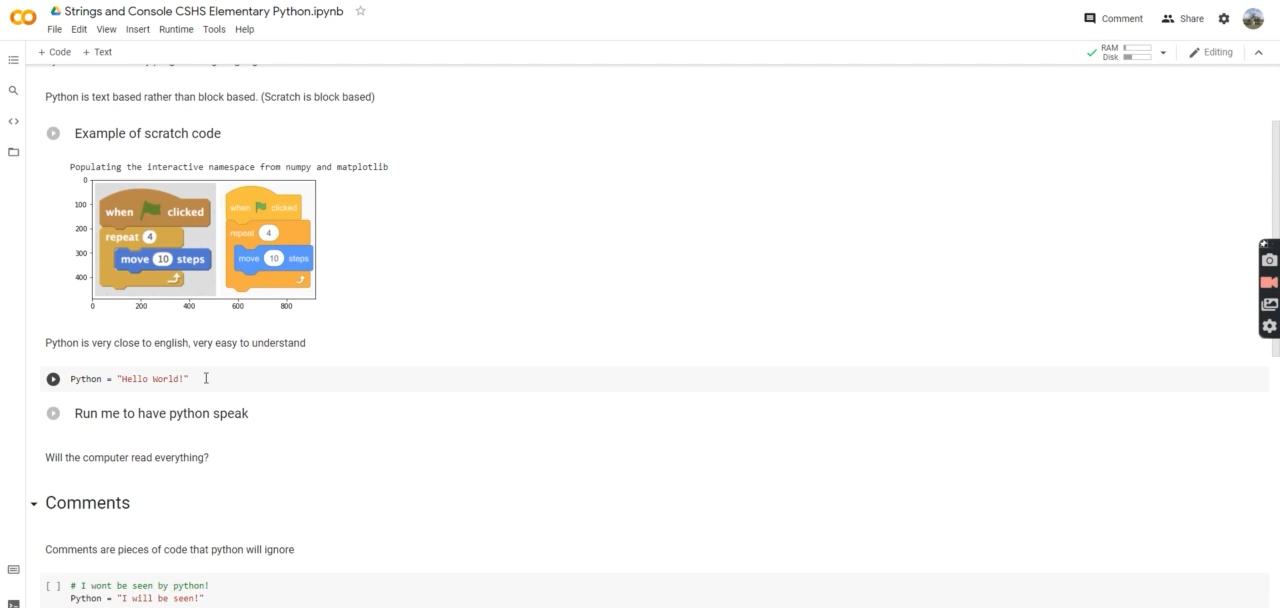 Strings and Console CSHS Elementary Python.ipynb
File Edit View Insert Runtime Tools Help
Comment Share
+ Code + Text
RAM
Disk
Editing
Python is text based rather than block based. (Scratch is block based)
Example of scratch code
Populating the interactive namespace from numpy and matplotlib
0
100
200
300
400
when clicked
repeat 4
move 10 steps
when clicked
repeat 4
move 10 steps
0 200 400 600 800
Python is very close to english, very easy to understand
Python = "Hello World!"
Run me to have python speak
Will the computer read everything?
Comments
Comments are pieces of code that python will ignore
[ ] # I wont be seen by python!
Python = "I will be seen!"